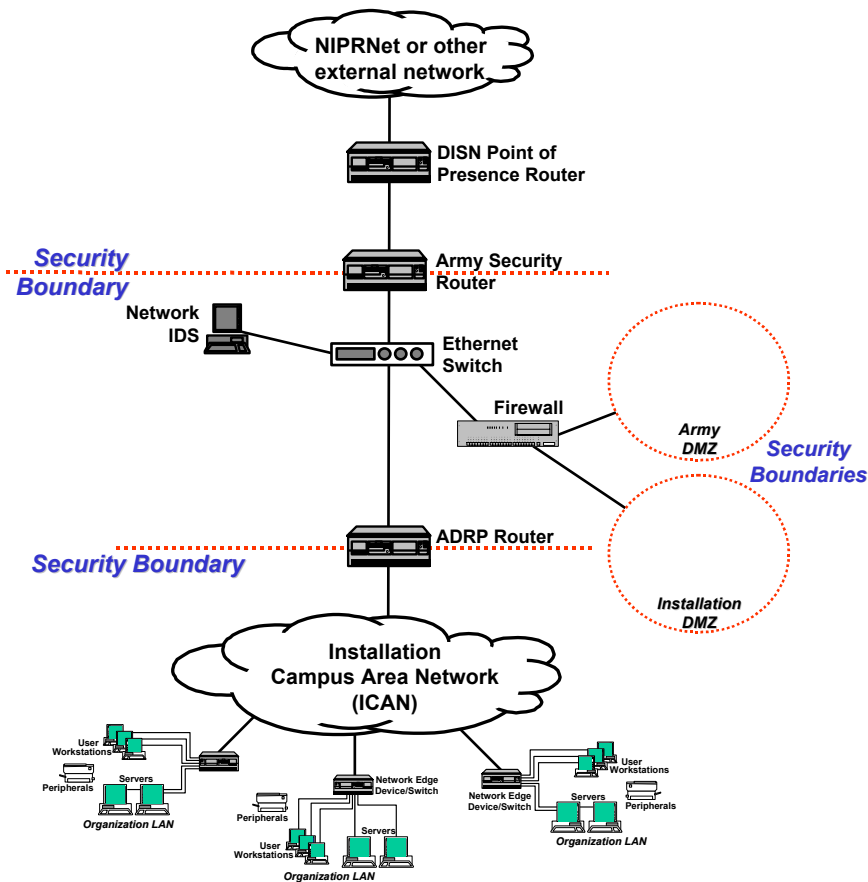 NIPRNet or other
external network
DISN Point of
Presence Router
Security
Boundary
Army Security
Router
Network
IDS
Ethernet
Switch
Firewall
Army
DMZ
Security
Boundaries
ADRP Router
Security Boundary
Installation
DMZ
Installation
Campus Area Network
(ICAN)
User
Workstations
Peripherals
Servers
Organization LAN
Network Edge
Device/Switch
Peripherals
User
Workstations
Servers
Organization LAN
User
Workstations
Network Edge
Device/Switch
Servers
Peripherals
Organization LAN